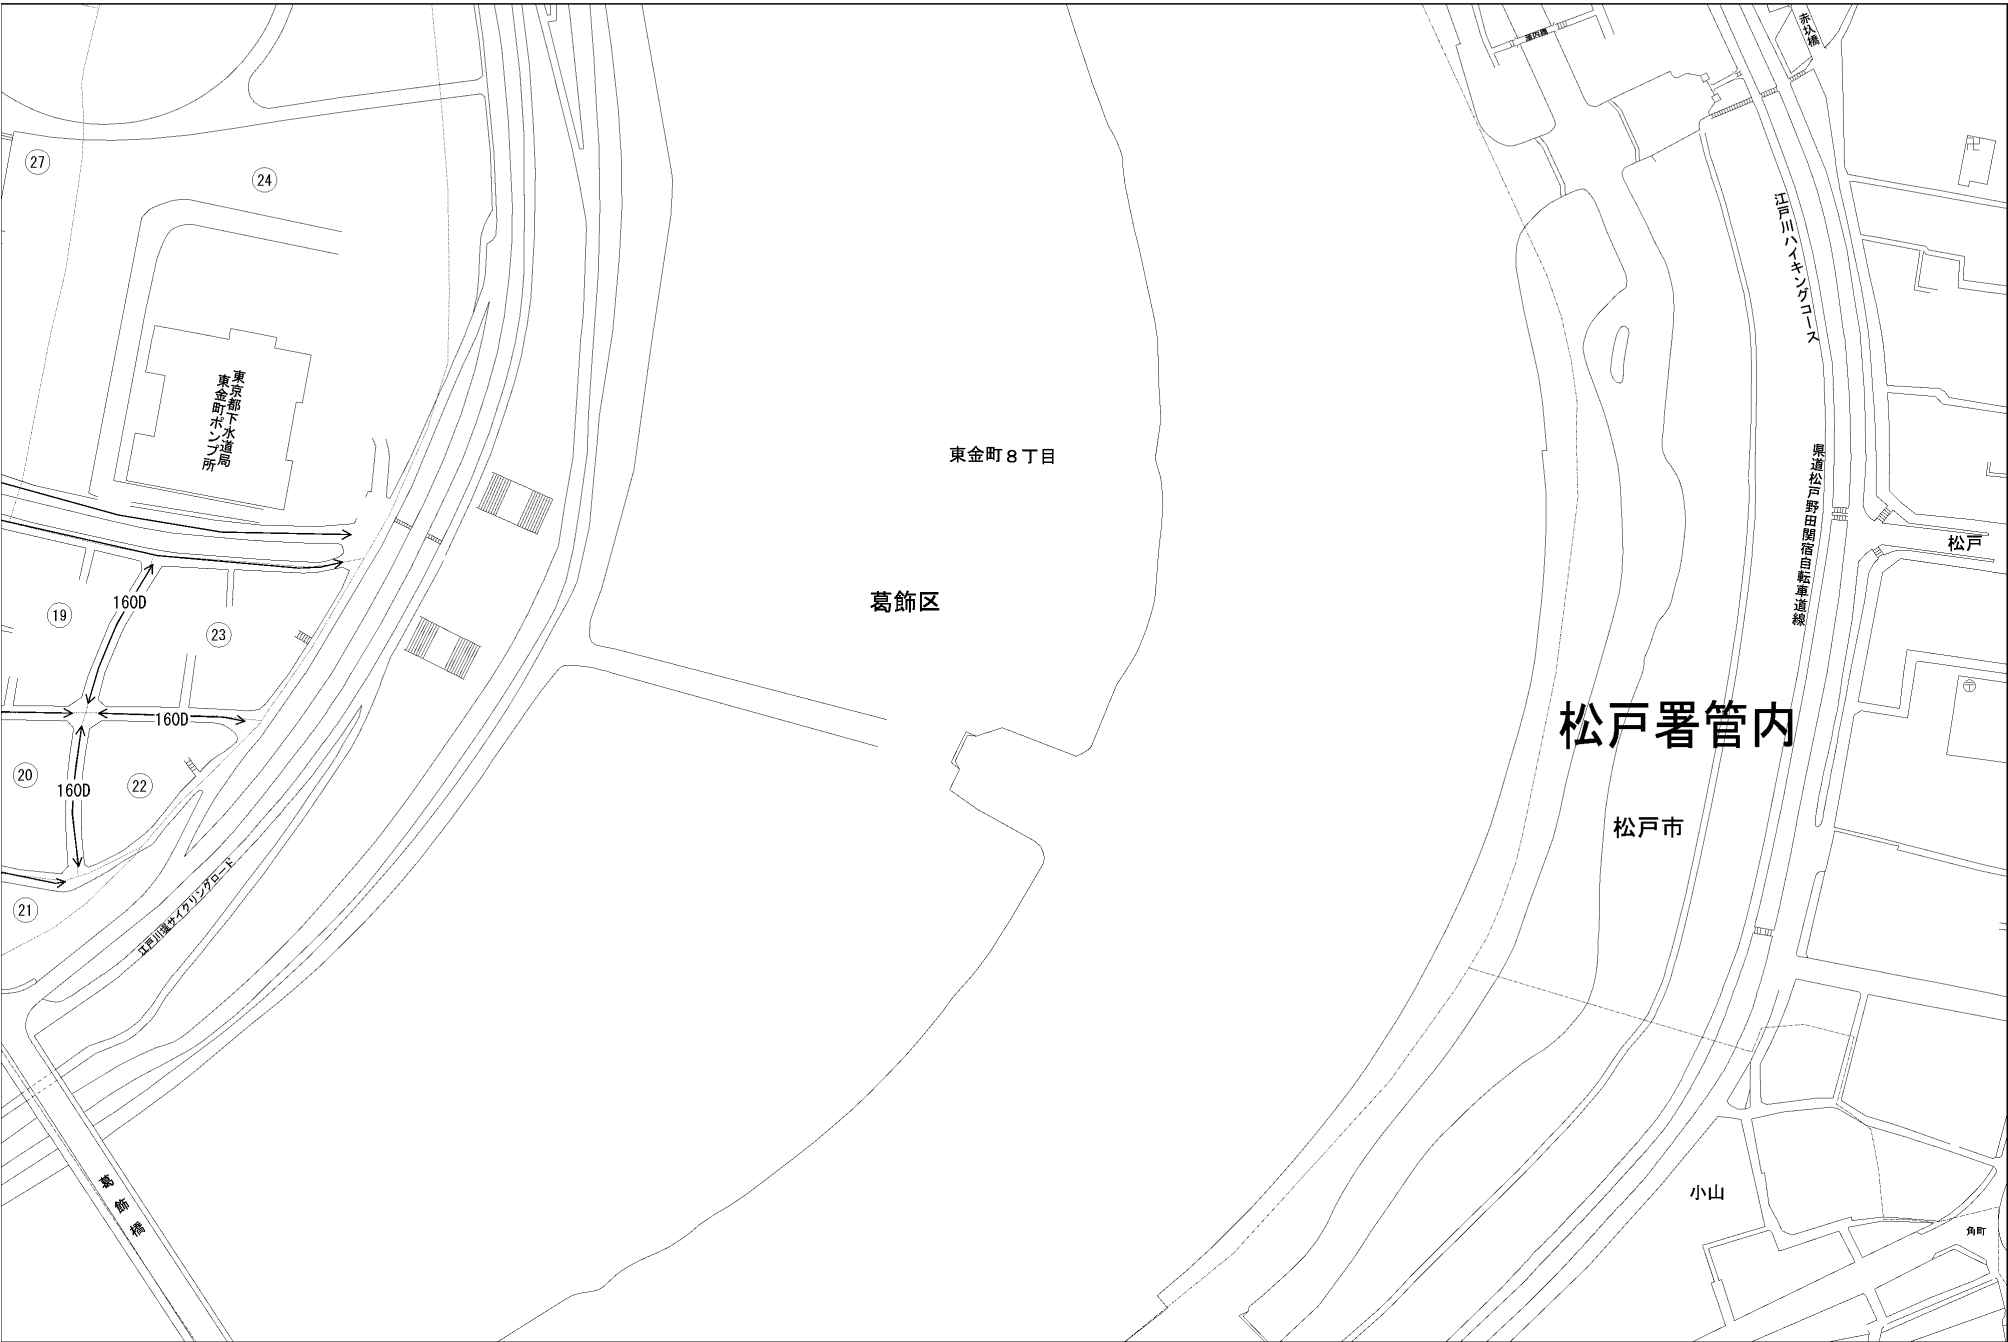 赤圦橋
㉗
㉔
江戸川ハイキングコース
東京都下水道局
東金町ポンプ所
東金町８丁目
県道松戸野田関宿自転車道線
松戸
160D
⑲
㉓
葛飾区
160D
松戸署管内
⑳
160D
㉒
松戸市
㉑
江戸川堤サイクリングロード
葛飾橋
小山
角町